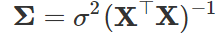 Σ = σ²(X⊤X)⁻¹